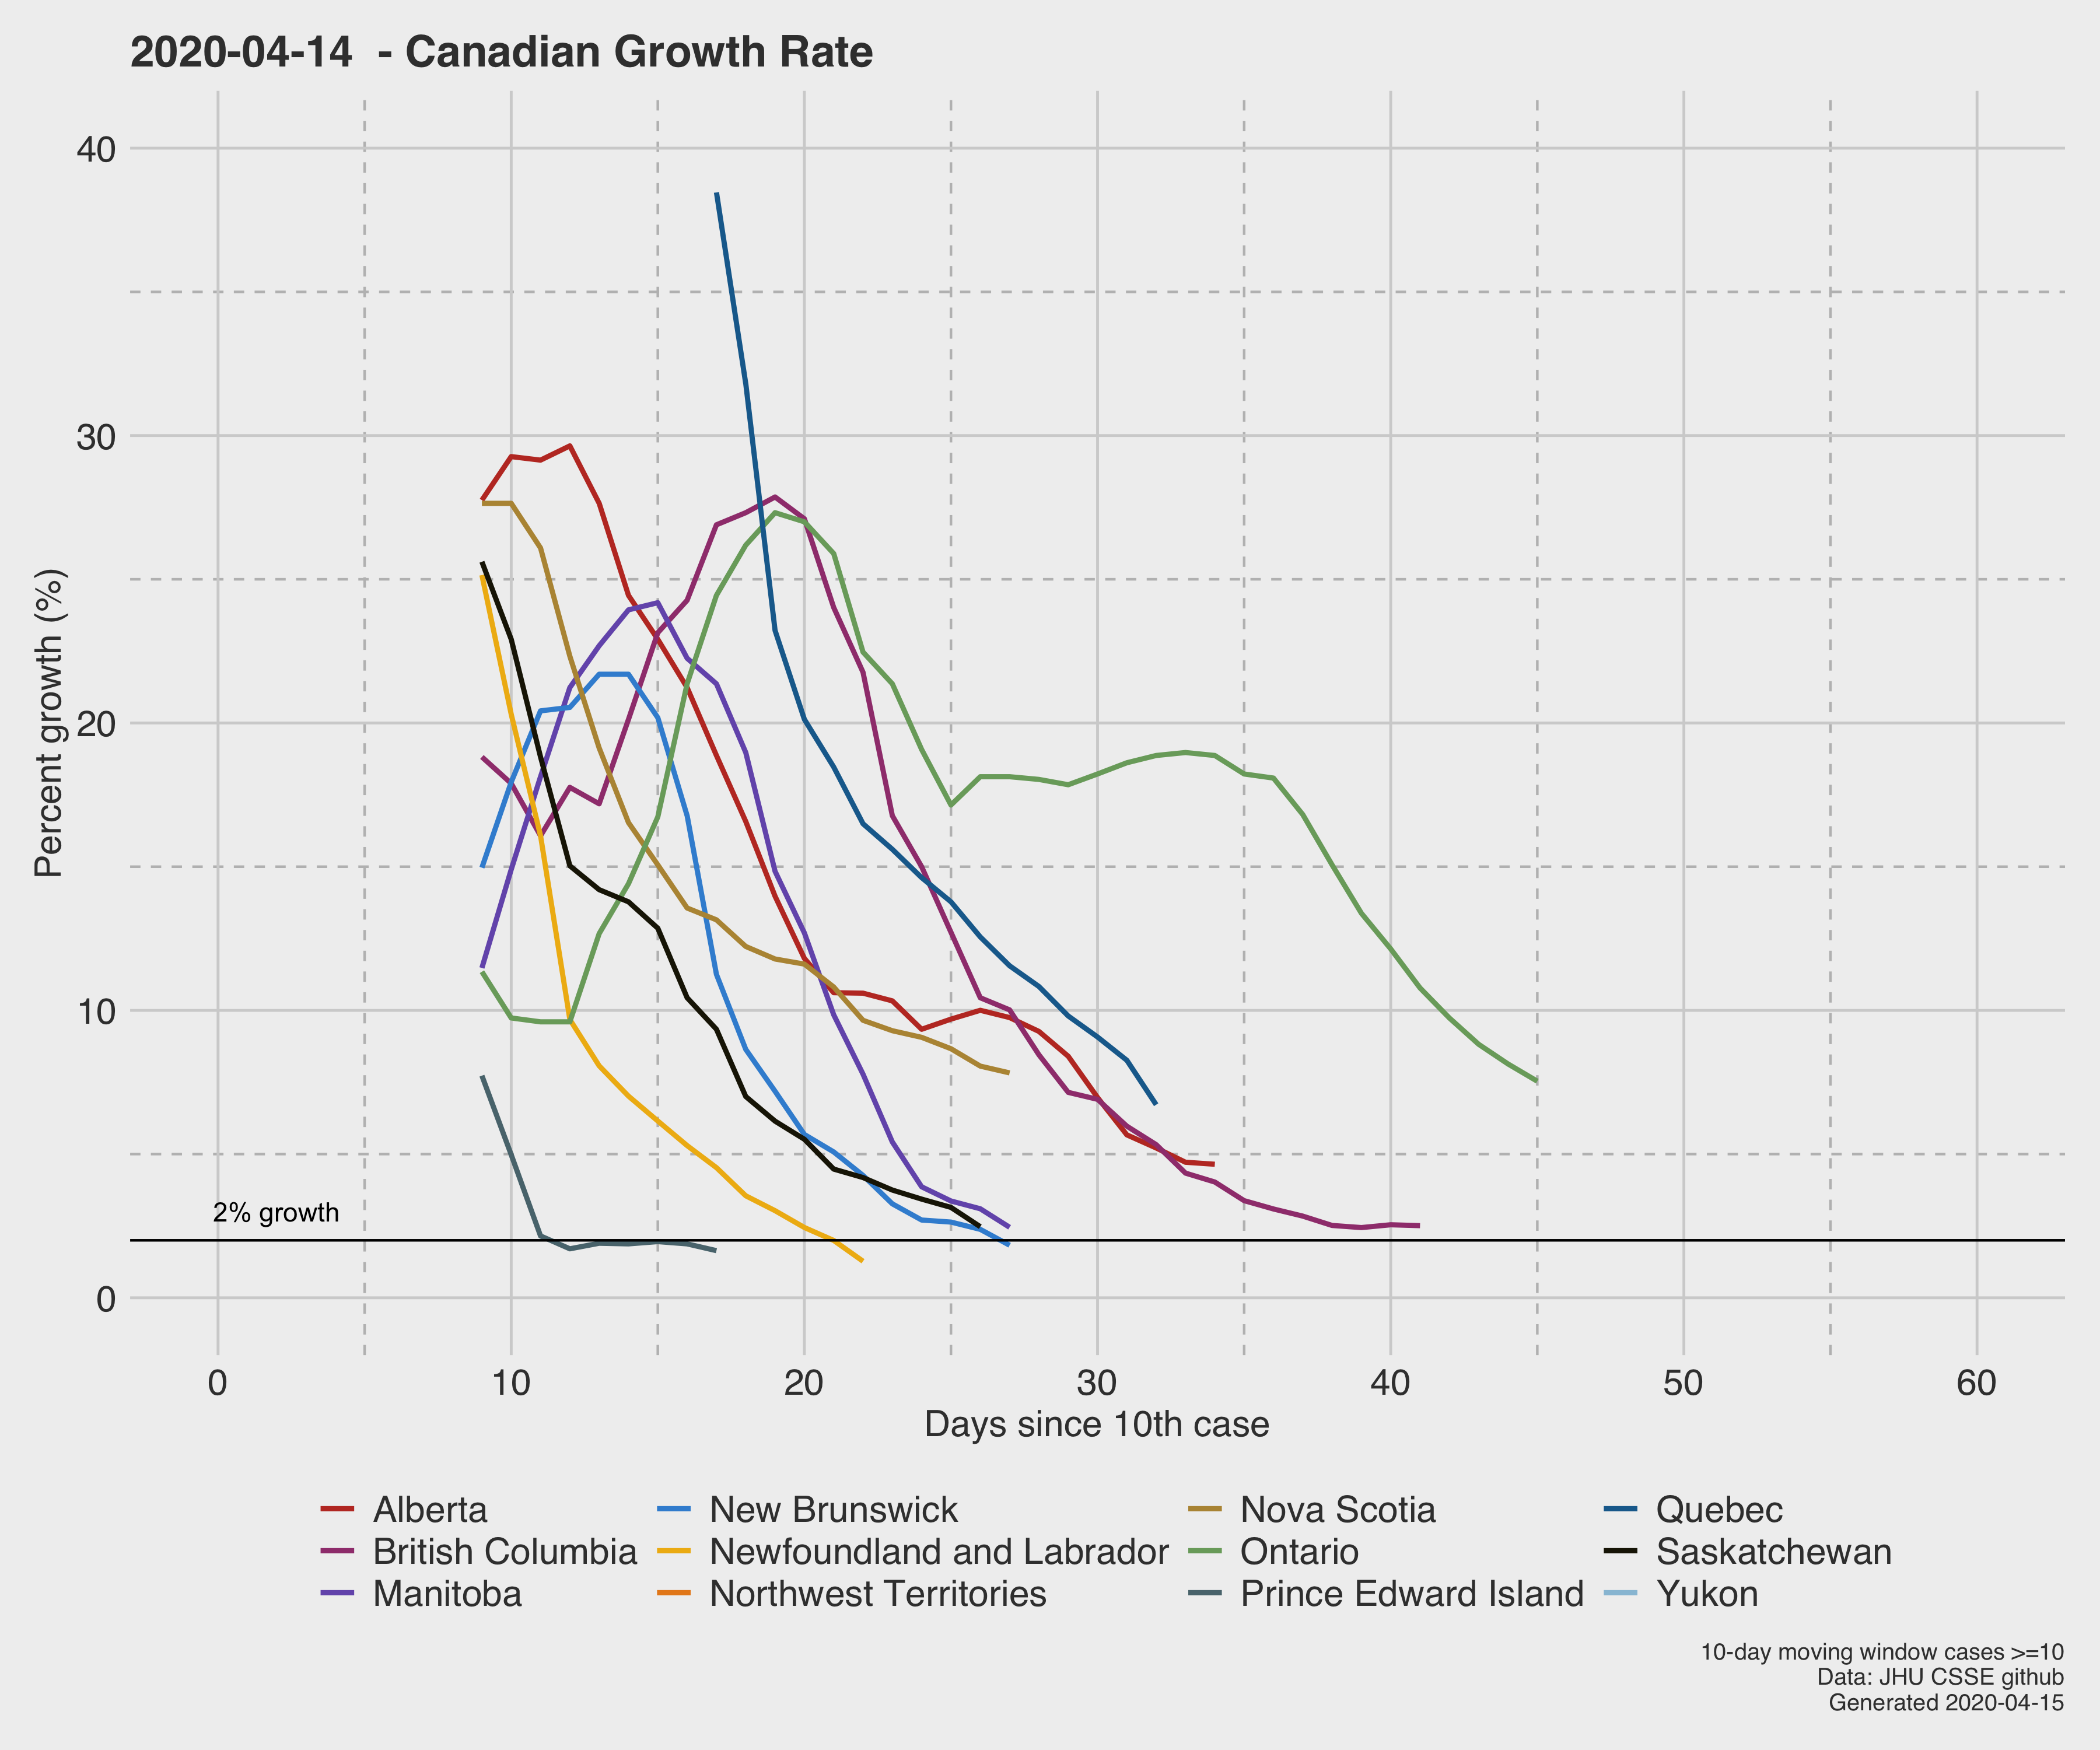 2020-04-14  - Canadian Growth Rate
Percent growth (%)
40
30
20
10
0
2% growth
0 10 20 30 40 50 60
Days since 10th case
Alberta New Brunswick Nova Scotia Quebec
British Columbia Newfoundland and Labrador Ontario Saskatchewan
Manitoba Northwest Territories Prince Edward Island Yukon
10-day moving window cases >=10
Data: JHU CSSE github
Generated 2020-04-15